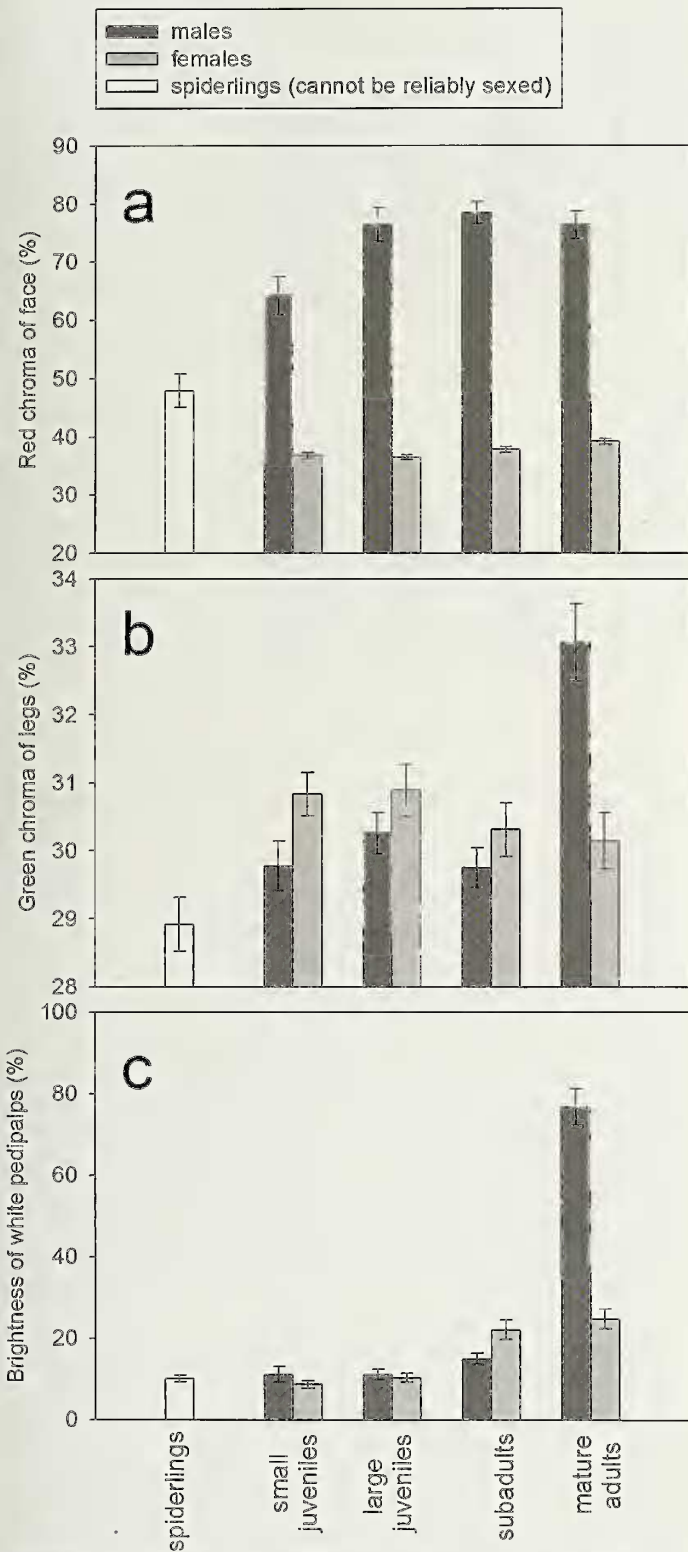 males
females
spiderlings (cannot be reliably sexed)
a
Red chroma of face (%)
90
80
70
60
50
40
30
20
b
Green chroma of legs (%)
34
33
32
31
30
29
28
c
Brightness of white pedipalps (%)
100
80
60
40
20
0
spiderlings
small
juveniles
large
juveniles
subadults
mature
adults